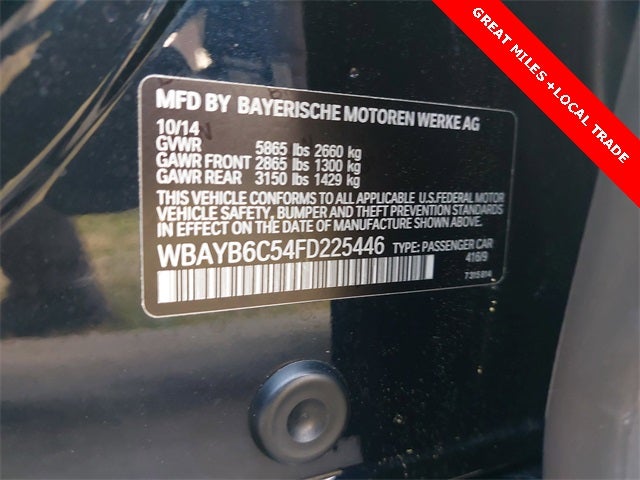 GREAT MILES +LOCAL TRADE
MFD BY BAYERISCHE MOTOREN WERKE AG
10/14
GVWR 5865 lbs 2660 kg
GAWR FRONT 2865 lbs 1300 kg
GAWR REAR 3150 lbs 1429 kg
THIS VEHICLE CONFORMS TO ALL APPLICABLE U.S.FEDERAL MOTOR
VEHICLE SAFETY, BUMPER AND THEFT PREVENTION STANDARDS
IN EFFECT ON THE DATE OF MANUFACTURE SHOWN ABOVE.
WBAYB6C54FD225446 TYPE: PASSENGER CAR
416/9
7315814